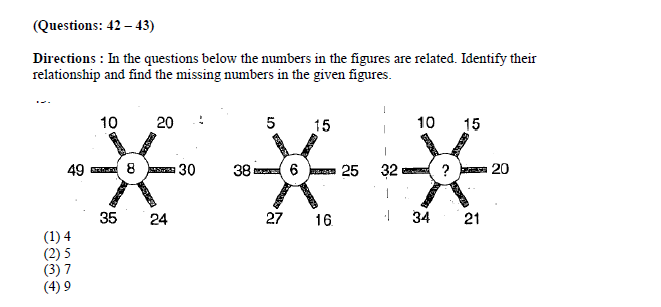 (Questions: 42 – 43)
Directions : In the questions below the numbers in the figures are related. Identify their
relationship and find the missing numbers in the given figures.
10 20 5 15 10 15
49 8 30 38 6 25 32 ? 20
35 24 27 16 34 21
(1) 4
(2) 5
(3) 7
(4) 9